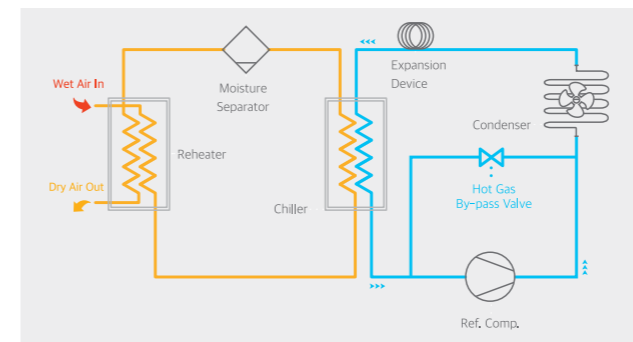 Expansion
Device
Moisture
Separator
Wet Air In
Condenser
Reheater
Hot Gas
By-pass Valve
Dry Air Out
Chiller
Ref. Comp.